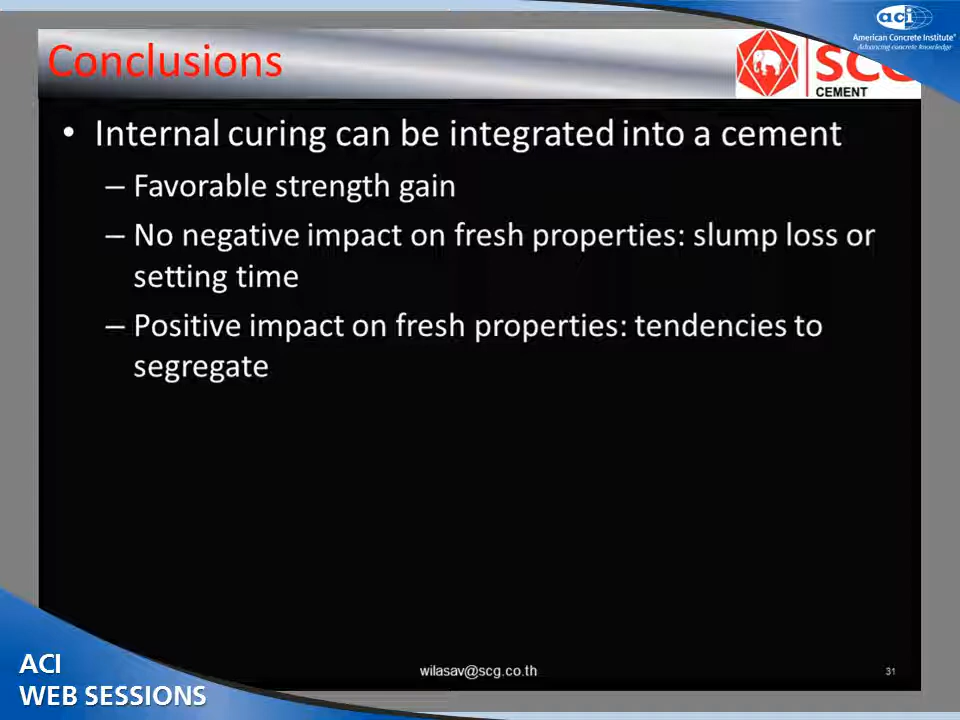 aci
American Concrete Institute®
Advancing concrete knowledge
Conclusions
SCG
CEMENT
• Internal curing can be integrated into a cement
– Favorable strength gain
– No negative impact on fresh properties: slump loss or
setting time
– Positive impact on fresh properties: tendencies to
segregate
wilasav@scg.co.th
31
ACI
WEB SESSIONS